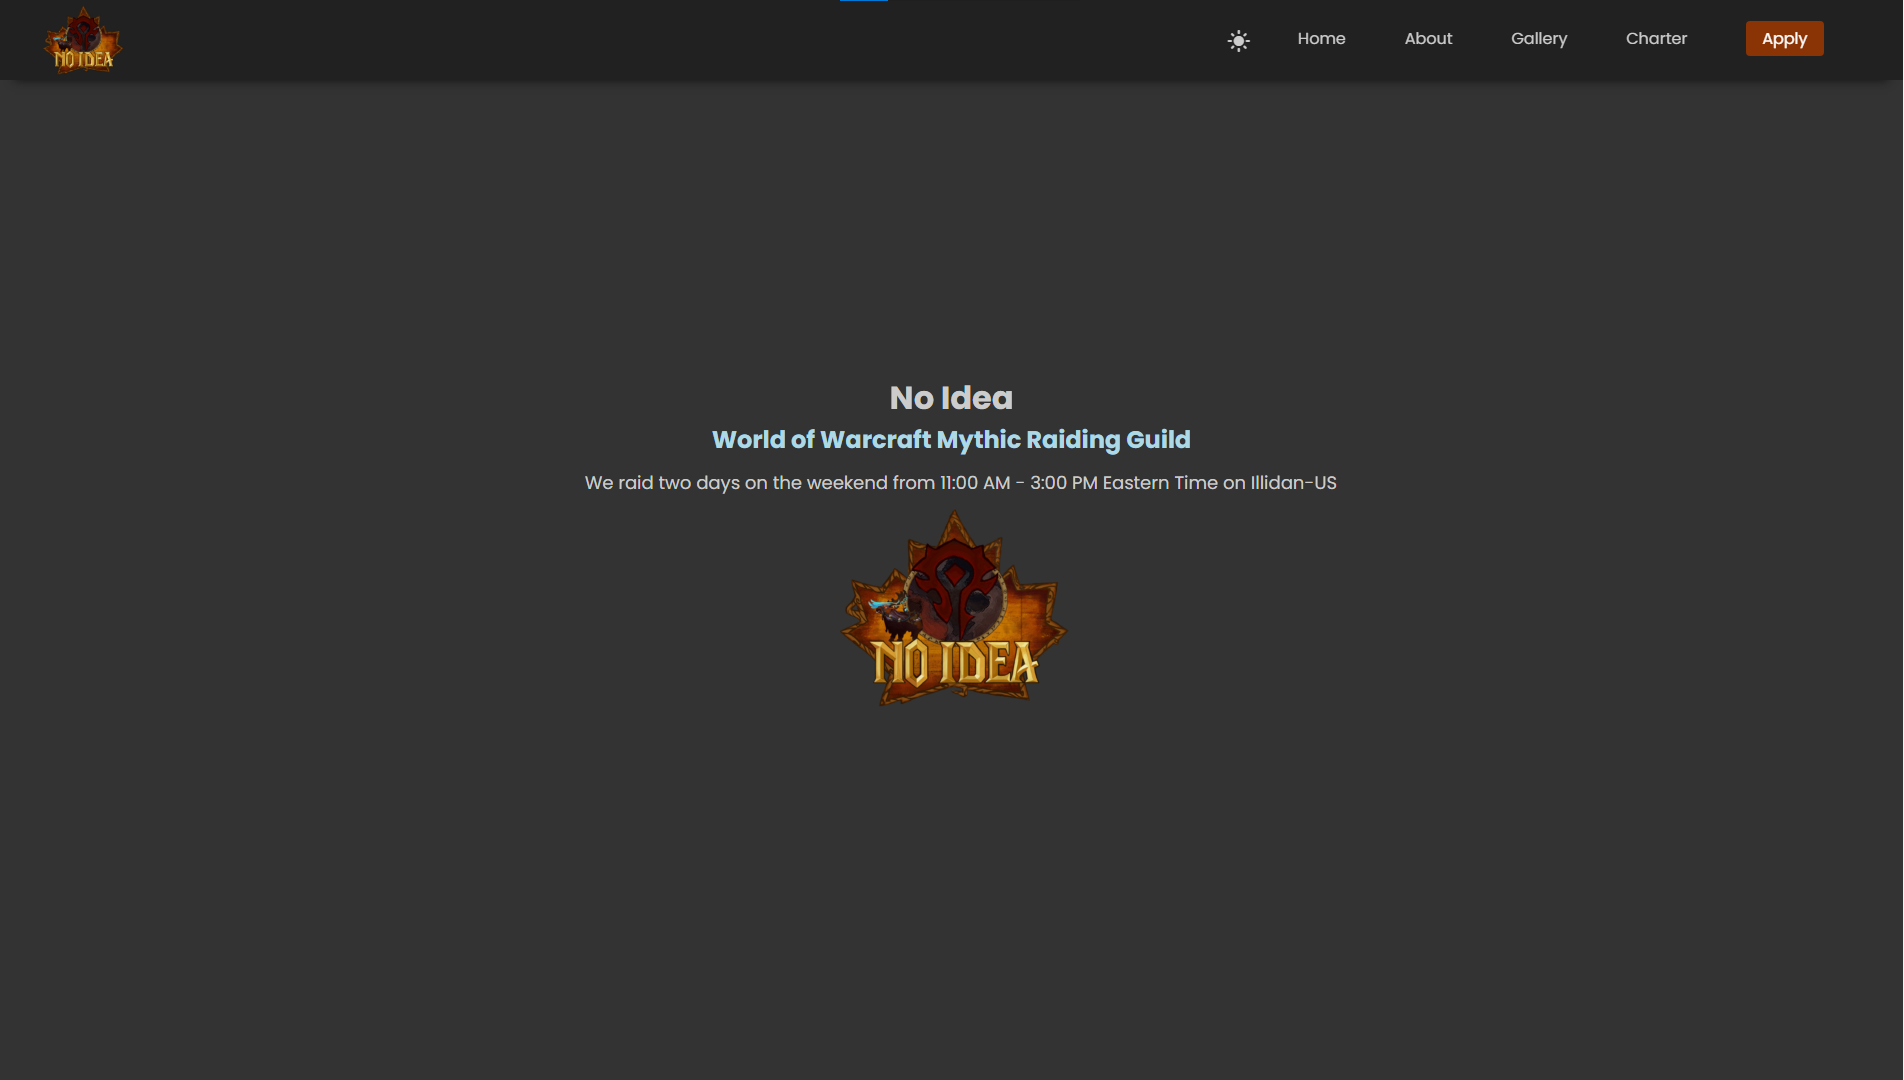 NO IDEA
Home
About
Gallery
Charter
Apply
No Idea
World of Warcraft Mythic Raiding Guild
We raid two days on the weekend from 11:00 AM - 3:00 PM Eastern Time on Illidan-US
NO IDEA